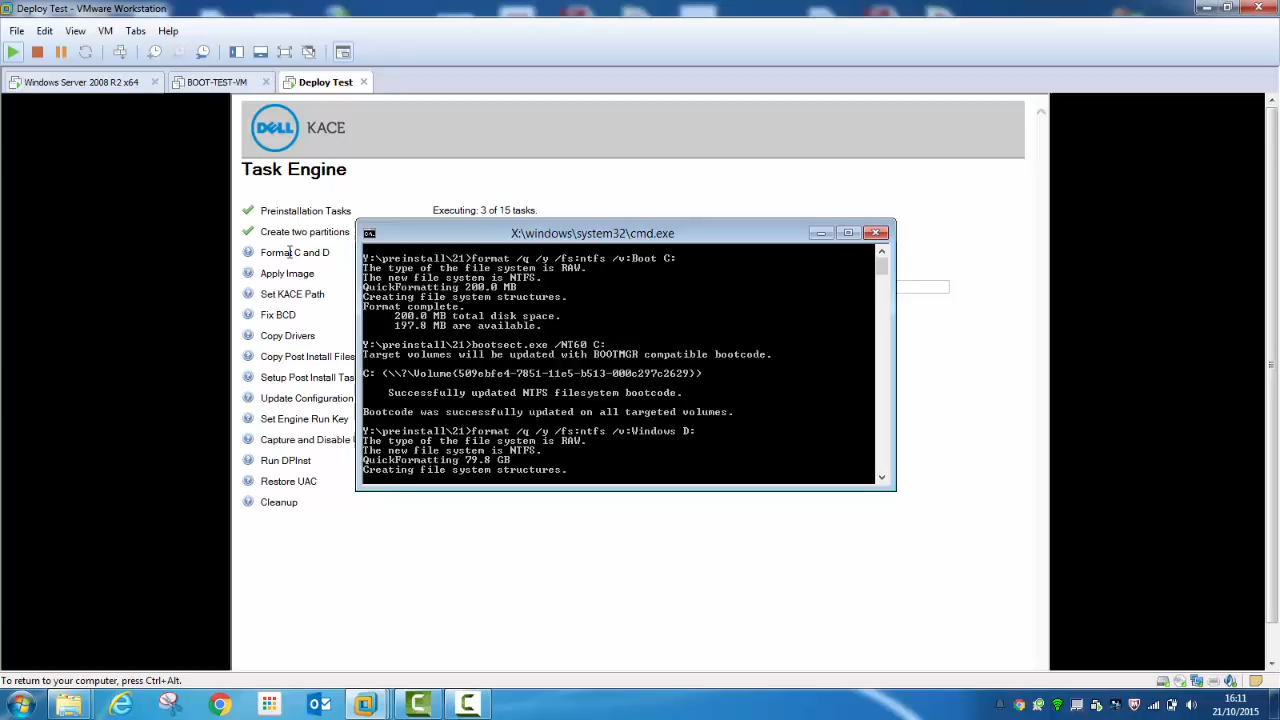 Deploy Test - VMware Workstation
File Edit View VM Tabs Help
Windows Server 2008 R2 x64 BOOT-TEST-VM Deploy Test
DELL KACE
Task Engine
Preinstallation Tasks
Executing: 3 of 15 tasks.
Create two partitions
Format C and D
Apply Image
Set KACE Path
Fix BCD
Copy Drivers
Copy Post Install Files
Setup Post Install Tas
Update Configuration
Set Engine Run Key
Capture and Disable
Run DPInst
Restore UAC
Cleanup
X:\windows\system32\cmd.exe
Y:\preinstall\21>format /q /y /fs:ntfs /v:Boot C:
The type of the file system is RAW.
The new file system is NTFS.
QuickFormatting 200.0 MB
Creating file system structures.
Format complete.
200.0 MB total disk space.
197.8 MB are available.
Y:\preinstall\21>bootsect.exe /NT60 C:
Target volumes will be updated with BOOTMGR compatible bootcode.
C: (\\?\Volume{509ebfe4-7851-11e5-b513-000c297c2629})
Successfully updated NTFS filesystem bootcode.
Bootcode was successfully updated on all targeted volumes.
Y:\preinstall\21>format /q /y /fs:ntfs /v:Windows D:
The type of the file system is RAW.
The new file system is NTFS.
QuickFormatting 79.8 GB
Creating file system structures.
To return to your computer, press Ctrl+Alt.
16:11
21/10/2015